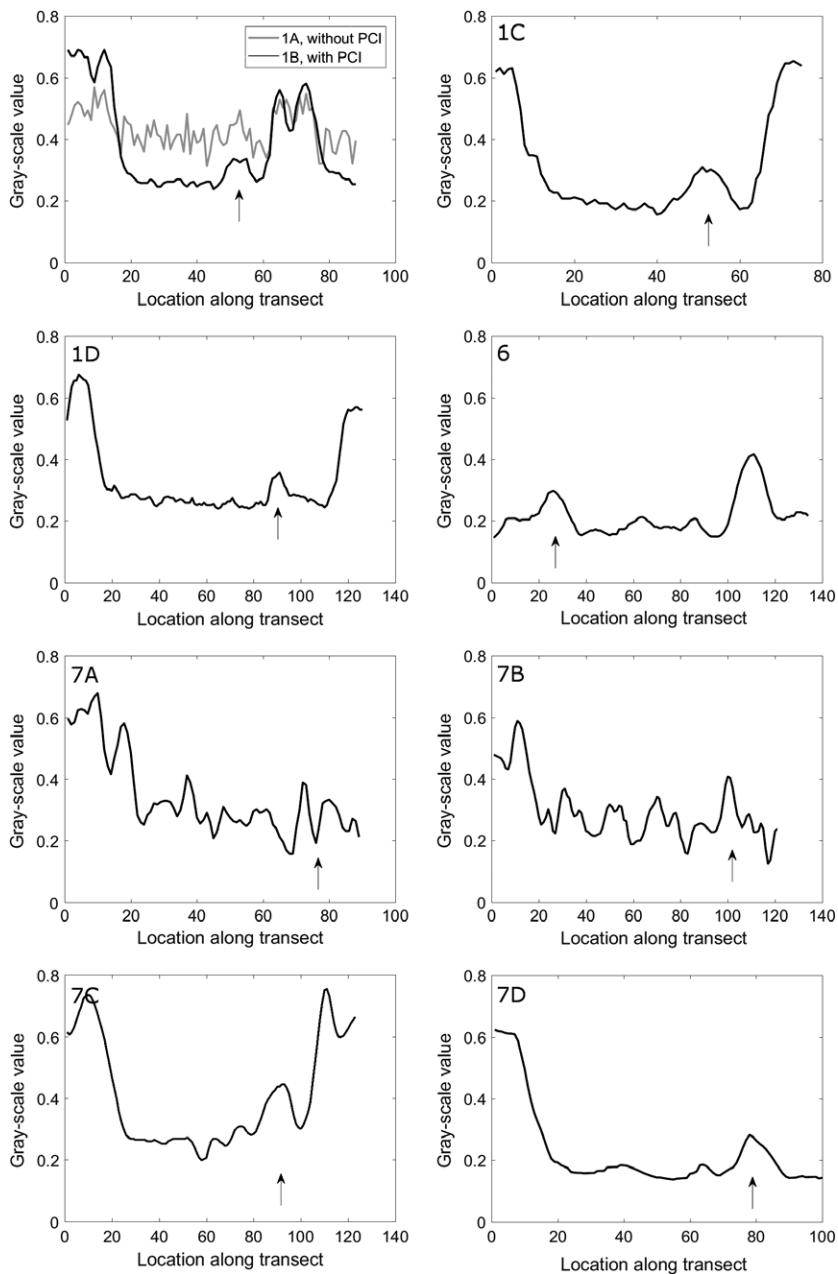 1A, without PCI
1B, with PCI
0.8
0.6
0.4
0.2
0
Gray-scale value
0 20 40 60 80 100
Location along transect
1C
0.8
0.6
0.4
0.2
0
Gray-scale value
0 20 40 60 80
Location along transect
1D
0.8
0.6
0.4
0.2
0
Gray-scale value
0 20 40 60 80 100 120 140
Location along transect
6
0.8
0.6
0.4
0.2
0
Gray-scale value
0 20 40 60 80 100 120 140
Location along transect
7A
0.8
0.6
0.4
0.2
0
Gray-scale value
0 20 40 60 80 100
Location along transect
7B
0.8
0.6
0.4
0.2
0
Gray-scale value
0 20 40 60 80 100 120 140
Location along transect
7C
0.8
0.6
0.4
0.2
0
Gray-scale value
0 20 40 60 80 100 120 140
Location along transect
7D
0.8
0.6
0.4
0.2
0
Gray-scale value
0 20 40 60 80 100
Location along transect